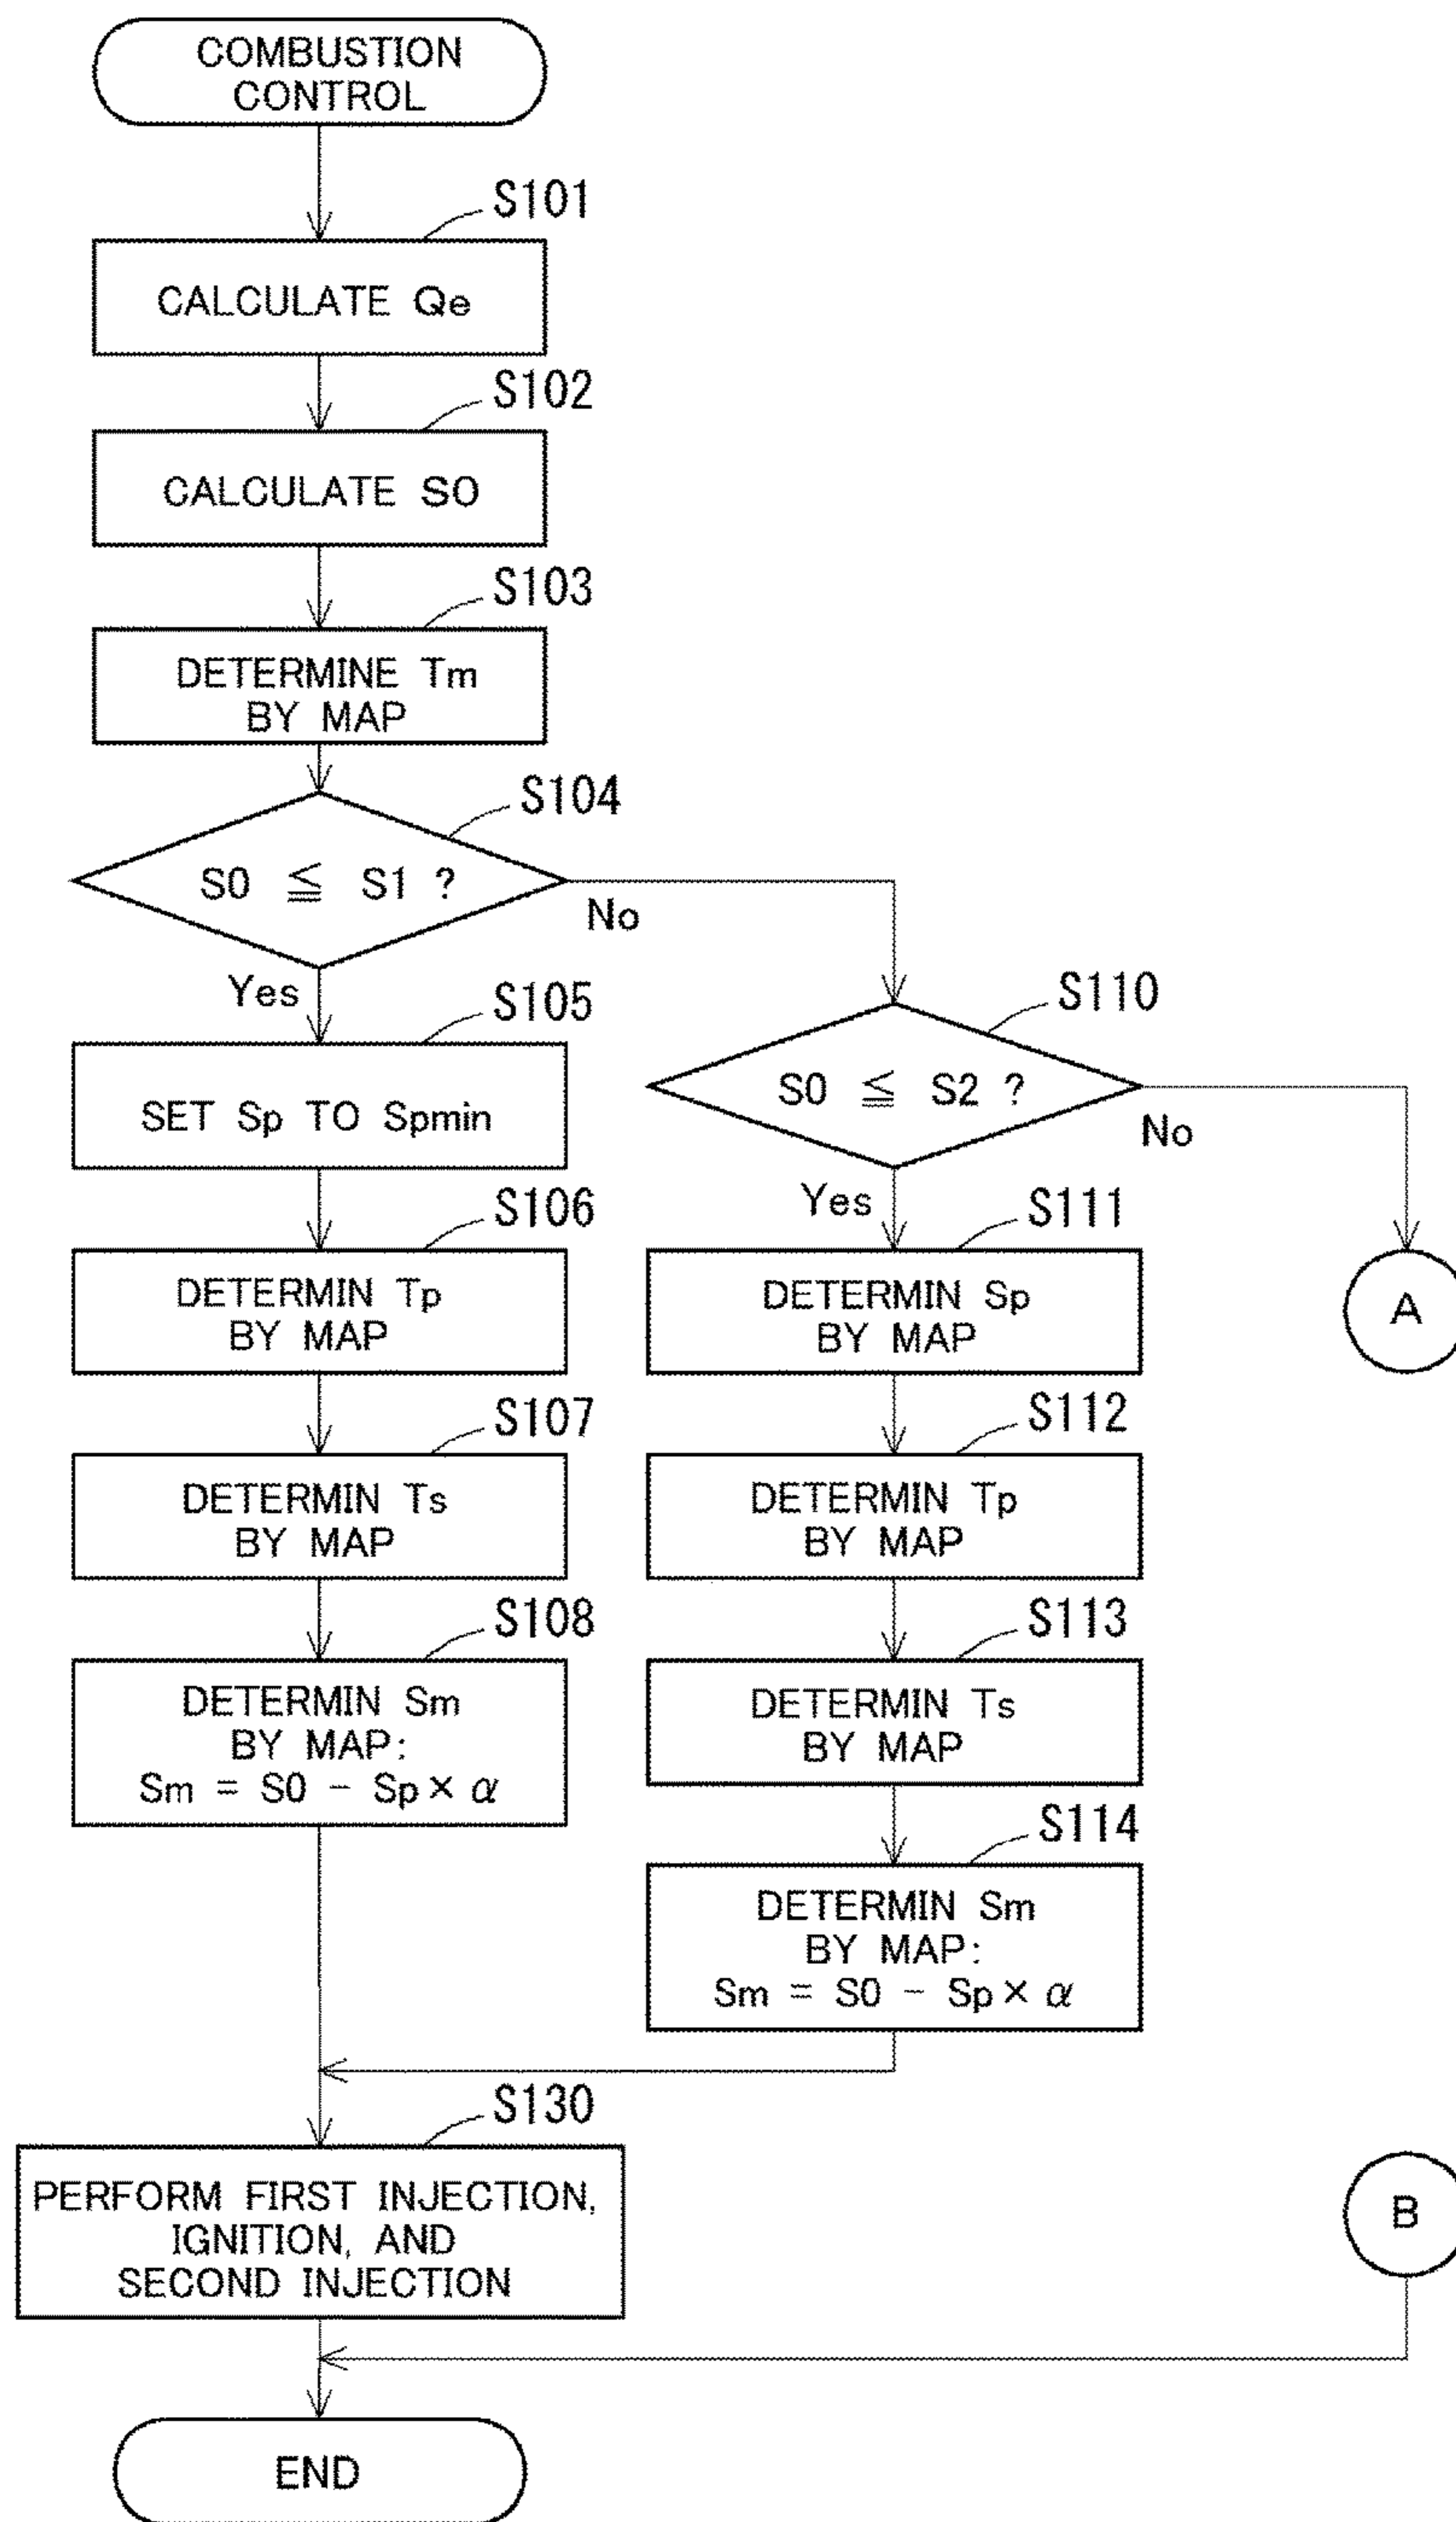 COMBUSTION
CONTROL
S101
CALCULATE Qe
S102
CALCULATE S0
S103
DETERMINE Tm
BY MAP
S104
S0 ≦ S1 ?
No
Yes
S105
SET Sp TO Spmin
S106
DETERMIN Tp
BY MAP
S107
DETERMIN Ts
BY MAP
S108
DETERMIN Sm
BY MAP:
Sm = S0 − Sp × α
S110
S0 ≦ S2 ?
No
Yes
A
S111
DETERMIN Sp
BY MAP
S112
DETERMIN Tp
BY MAP
S113
DETERMIN Ts
BY MAP
S114
DETERMIN Sm
BY MAP:
Sm = S0 − Sp × α
S130
PERFORM FIRST INJECTION,
IGNITION, AND
SECOND INJECTION
B
END